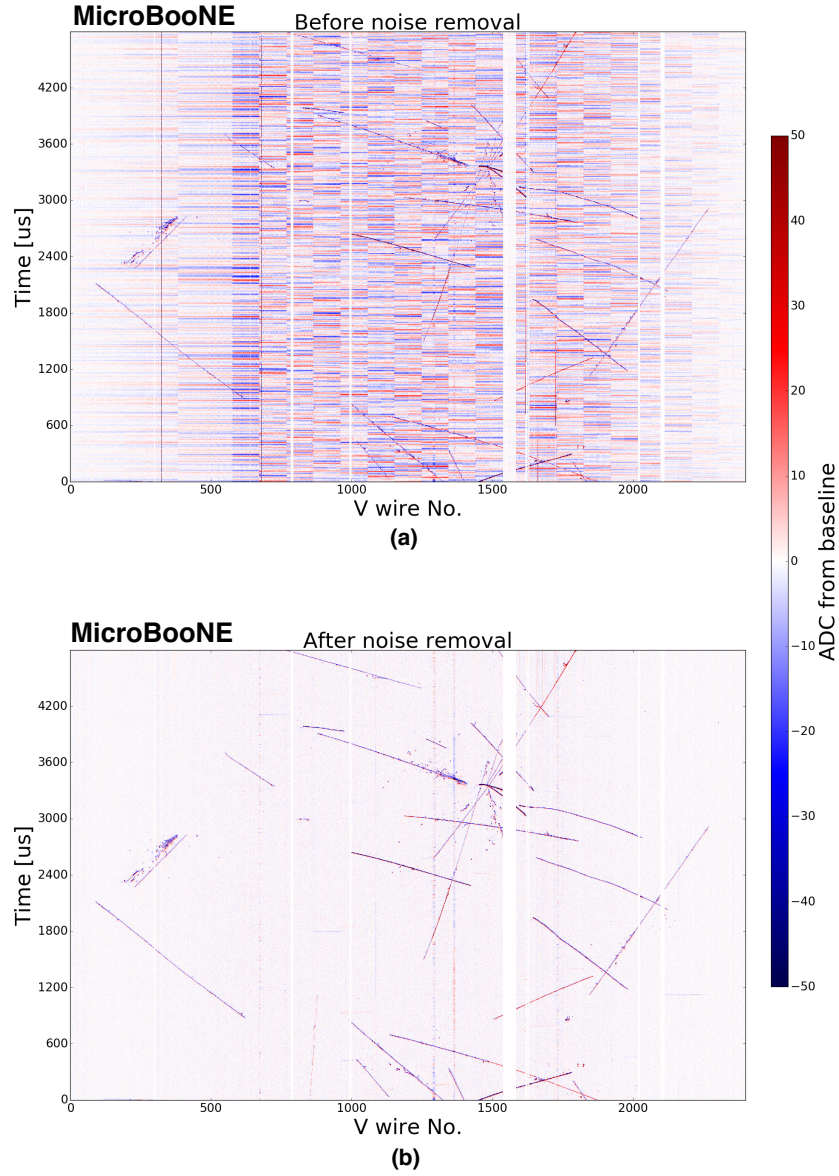 MicroBooNE
Before noise removal
4200
3600
3000
2400
1800
1200
600
0
Time [us]
0 500 1000 1500 2000
V wire No.
(a)
MicroBooNE
After noise removal
4200
3600
3000
2400
1800
1200
600
0
Time [us]
0 500 1000 1500 2000
V wire No.
(b)
50
40
30
20
10
0
−10
−20
−30
−40
−50
ADC from baseline